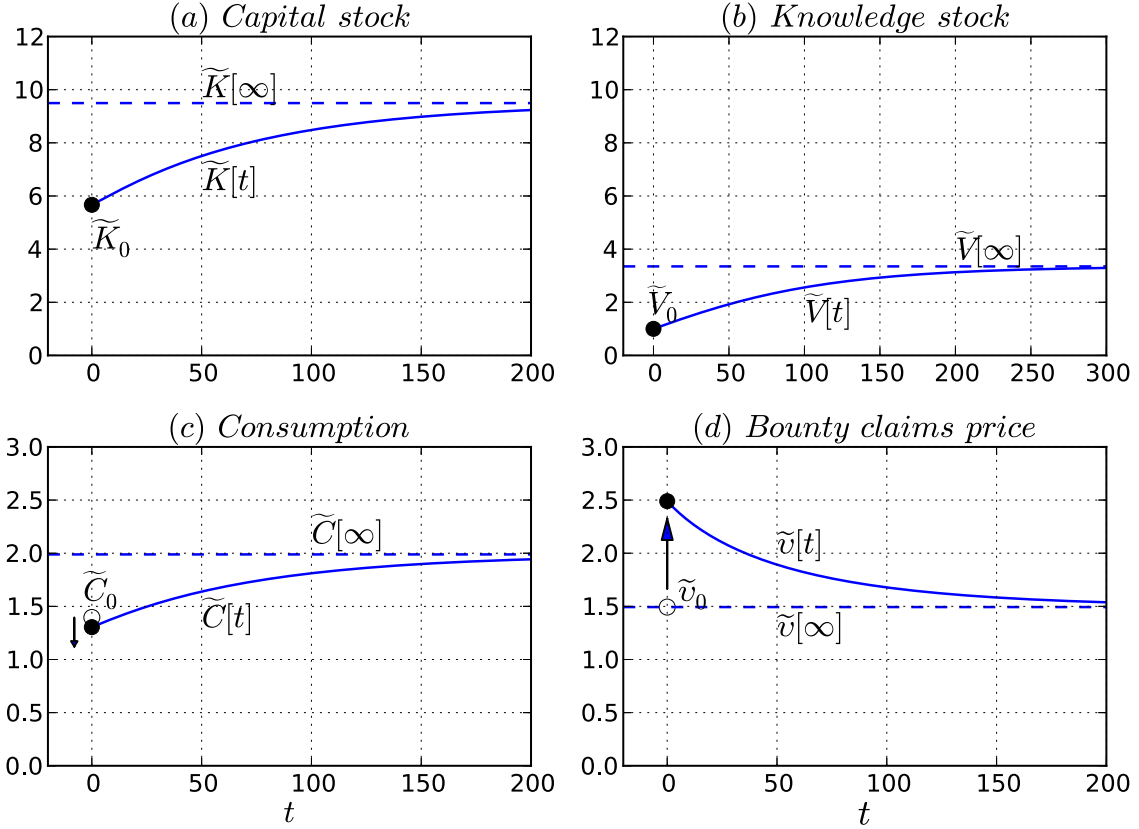 (a) Capital stock
12
10
8
6
4
2
0
K̃[∞]
K̃[t]
K̃₀
0 50 100 150 200
(b) Knowledge stock
12
10
8
6
4
2
0
Ṽ[∞]
Ṽ₀
Ṽ[t]
0 50 100 150 200 250 300
(c) Consumption
3.0
2.5
2.0
1.5
1.0
0.5
0.0
C̃[∞]
C̃₀
C̃[t]
0 50 100 150 200
t
(d) Bounty claims price
3.0
2.5
2.0
1.5
1.0
0.5
0.0
ṽ[t]
ṽ₀
ṽ[∞]
0 50 100 150 200
t